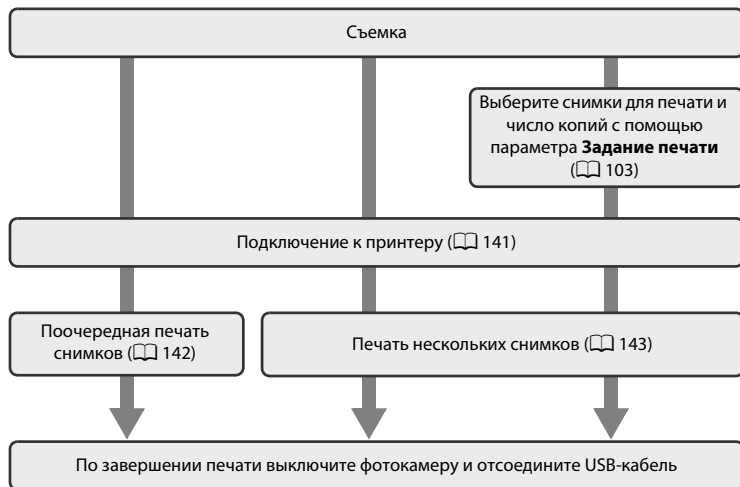 Съемка
Выберите снимки для печати и
число копий с помощью
параметра Задание печати
(📖 103)
Подключение к принтеру (📖 141)
Поочередная печать
снимков (📖 142)
Печать нескольких снимков (📖 143)
По завершении печати выключите фотокамеру и отсоедините USB-кабель